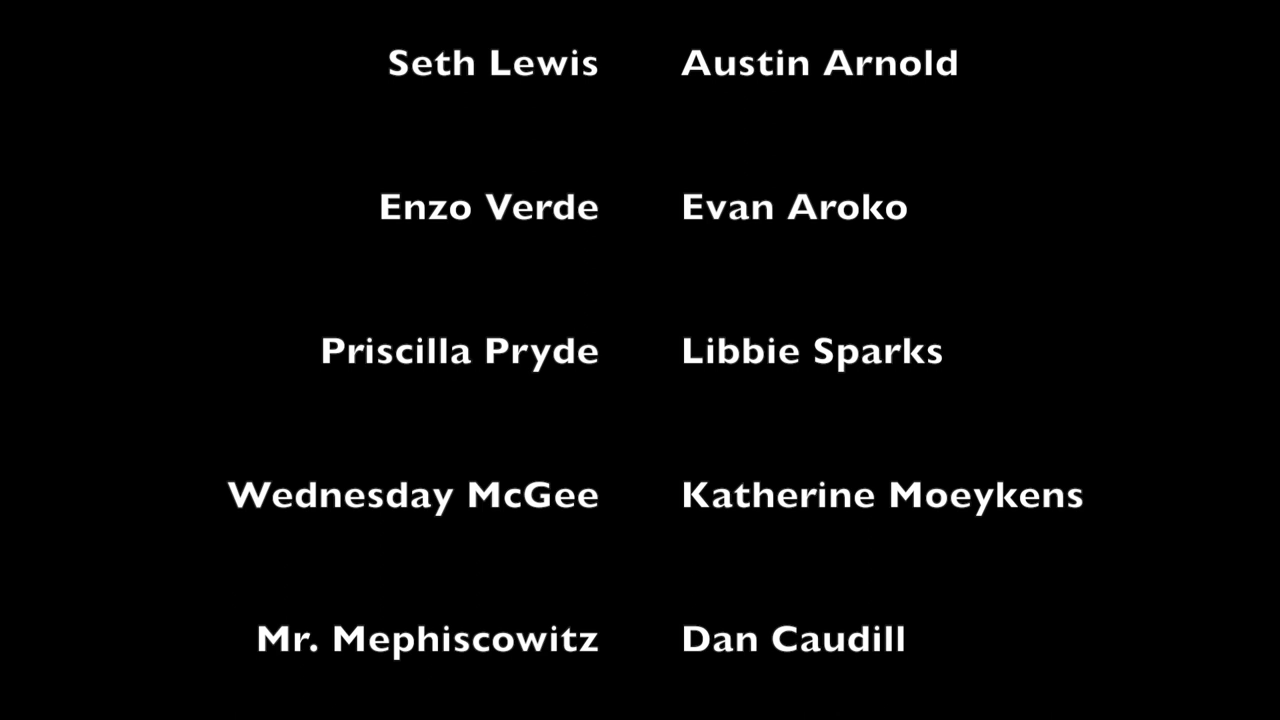 Seth Lewis Austin Arnold
Enzo Verde Evan Aroko
Priscilla Pryde Libbie Sparks
Wednesday McGee Katherine Moeykens
Mr. Mephiscowitz Dan Caudill